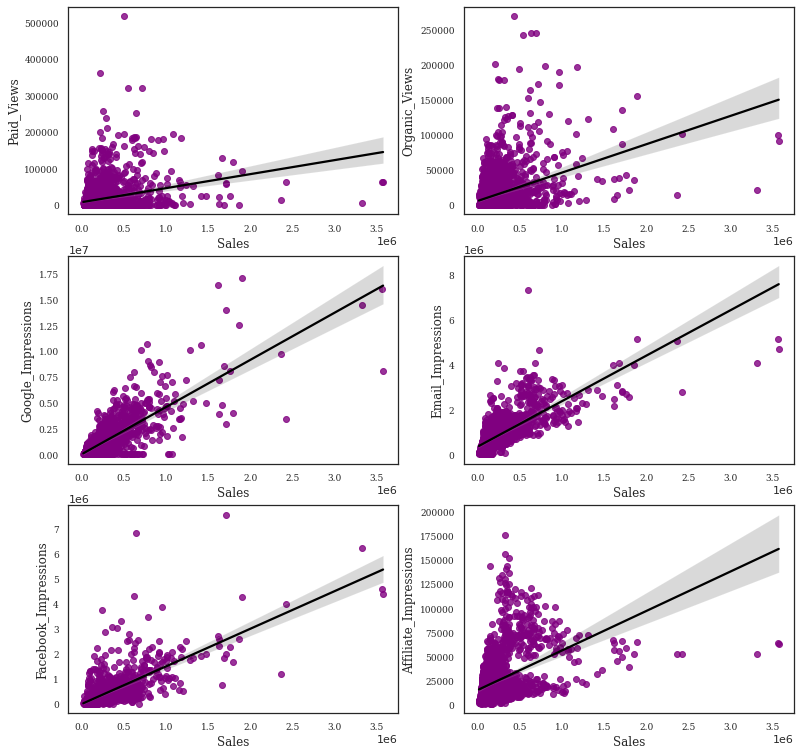 500000
400000
300000
200000
100000
0
Paid_Views
0.0 0.5 1.0 1.5 2.0 2.5 3.0 3.5
Sales
1e6
250000
200000
150000
100000
50000
0
Organic_Views
0.0 0.5 1.0 1.5 2.0 2.5 3.0 3.5
Sales
1e6
1e7
1.75
1.50
1.25
1.00
0.75
0.50
0.25
0.00
Google_Impressions
0.0 0.5 1.0 1.5 2.0 2.5 3.0 3.5
Sales
1e6
1e6
8
6
4
2
0
Email_Impressions
0.0 0.5 1.0 1.5 2.0 2.5 3.0 3.5
Sales
1e6
1e6
7
6
5
4
3
2
1
0
Facebook_Impressions
0.0 0.5 1.0 1.5 2.0 2.5 3.0 3.5
Sales
1e6
200000
175000
150000
125000
100000
75000
50000
25000
0
Affiliate_Impressions
0.0 0.5 1.0 1.5 2.0 2.5 3.0 3.5
Sales
1e6